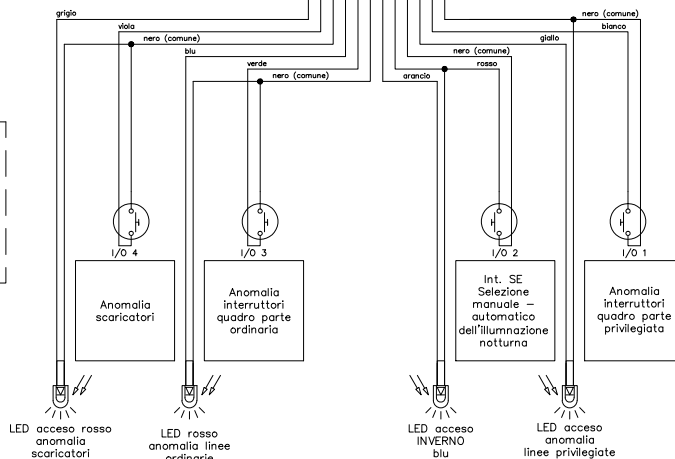 grigio
nero (comune)
viola
bianco
nero (comune)
giallo
blu
nero (comune)
verde
rosso
nero (comune)
arancio
I/O 4
I/O 3
I/O 2
I/O 1
Anomalia
scaricatori
Anomalia
interruttori
quadro parte
ordinaria
Int. SE
Selezione
manuale –
automatico
dell'illumnazione
notturna
Anomalia
interruttori
quadro parte
privilegiata
LED acceso rosso
anomalia
scaricatori
LED rosso
anomalia linee
ordinarie
LED acceso
INVERNO
blu
LED acceso
anomalia
linee privilegiate